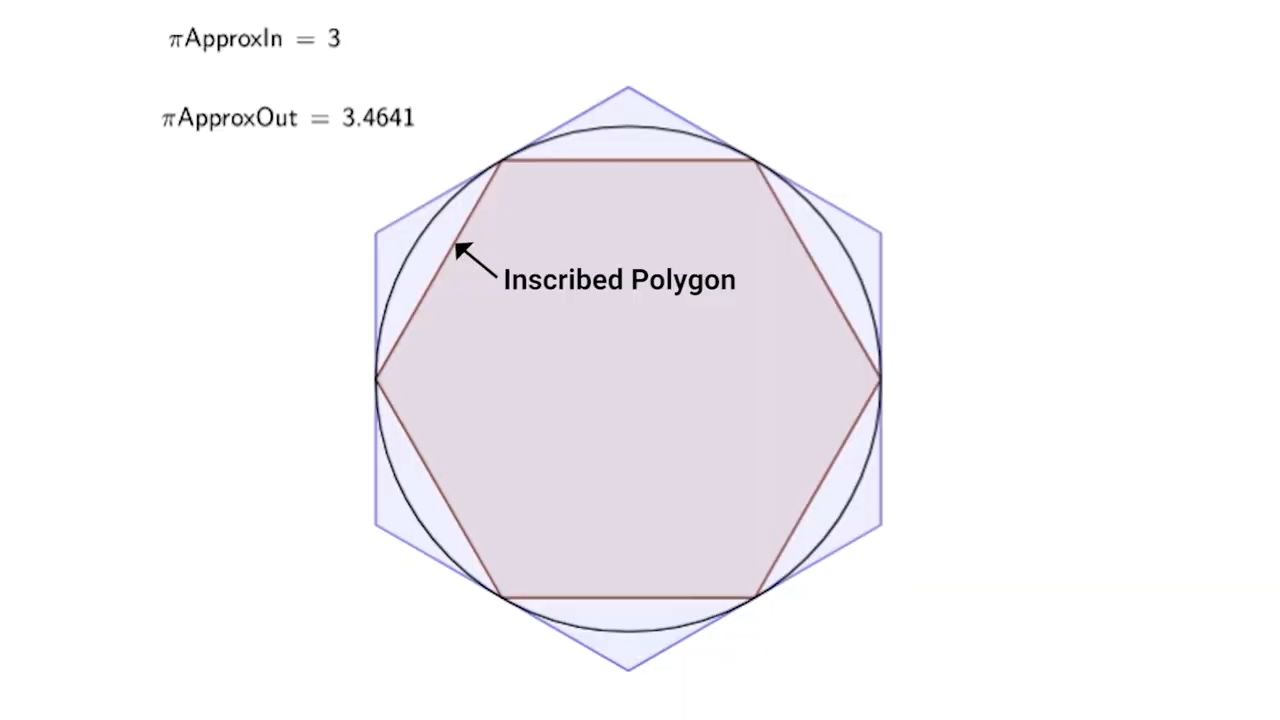 πApproxIn = 3
πApproxOut = 3.4641
Inscribed Polygon